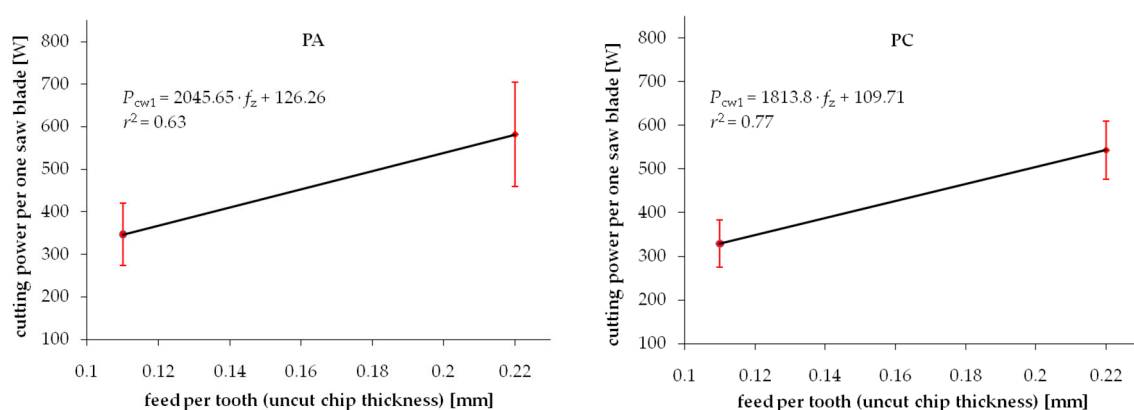 PA
cutting power per one saw blade [W]
800
700
600
500
400
300
200
100
P_cw1 = 2045.65 · f_z + 126.26
r² = 0.63
0.1 0.12 0.14 0.16 0.18 0.2 0.22
feed per tooth (uncut chip thickness) [mm]
PC
cutting power per one saw blade [W]
800
700
600
500
400
300
200
100
P_cw1 = 1813.8 · f_z + 109.71
r² = 0.77
0.1 0.12 0.14 0.16 0.18 0.2 0.22
feed per tooth (uncut chip thickness) [mm]